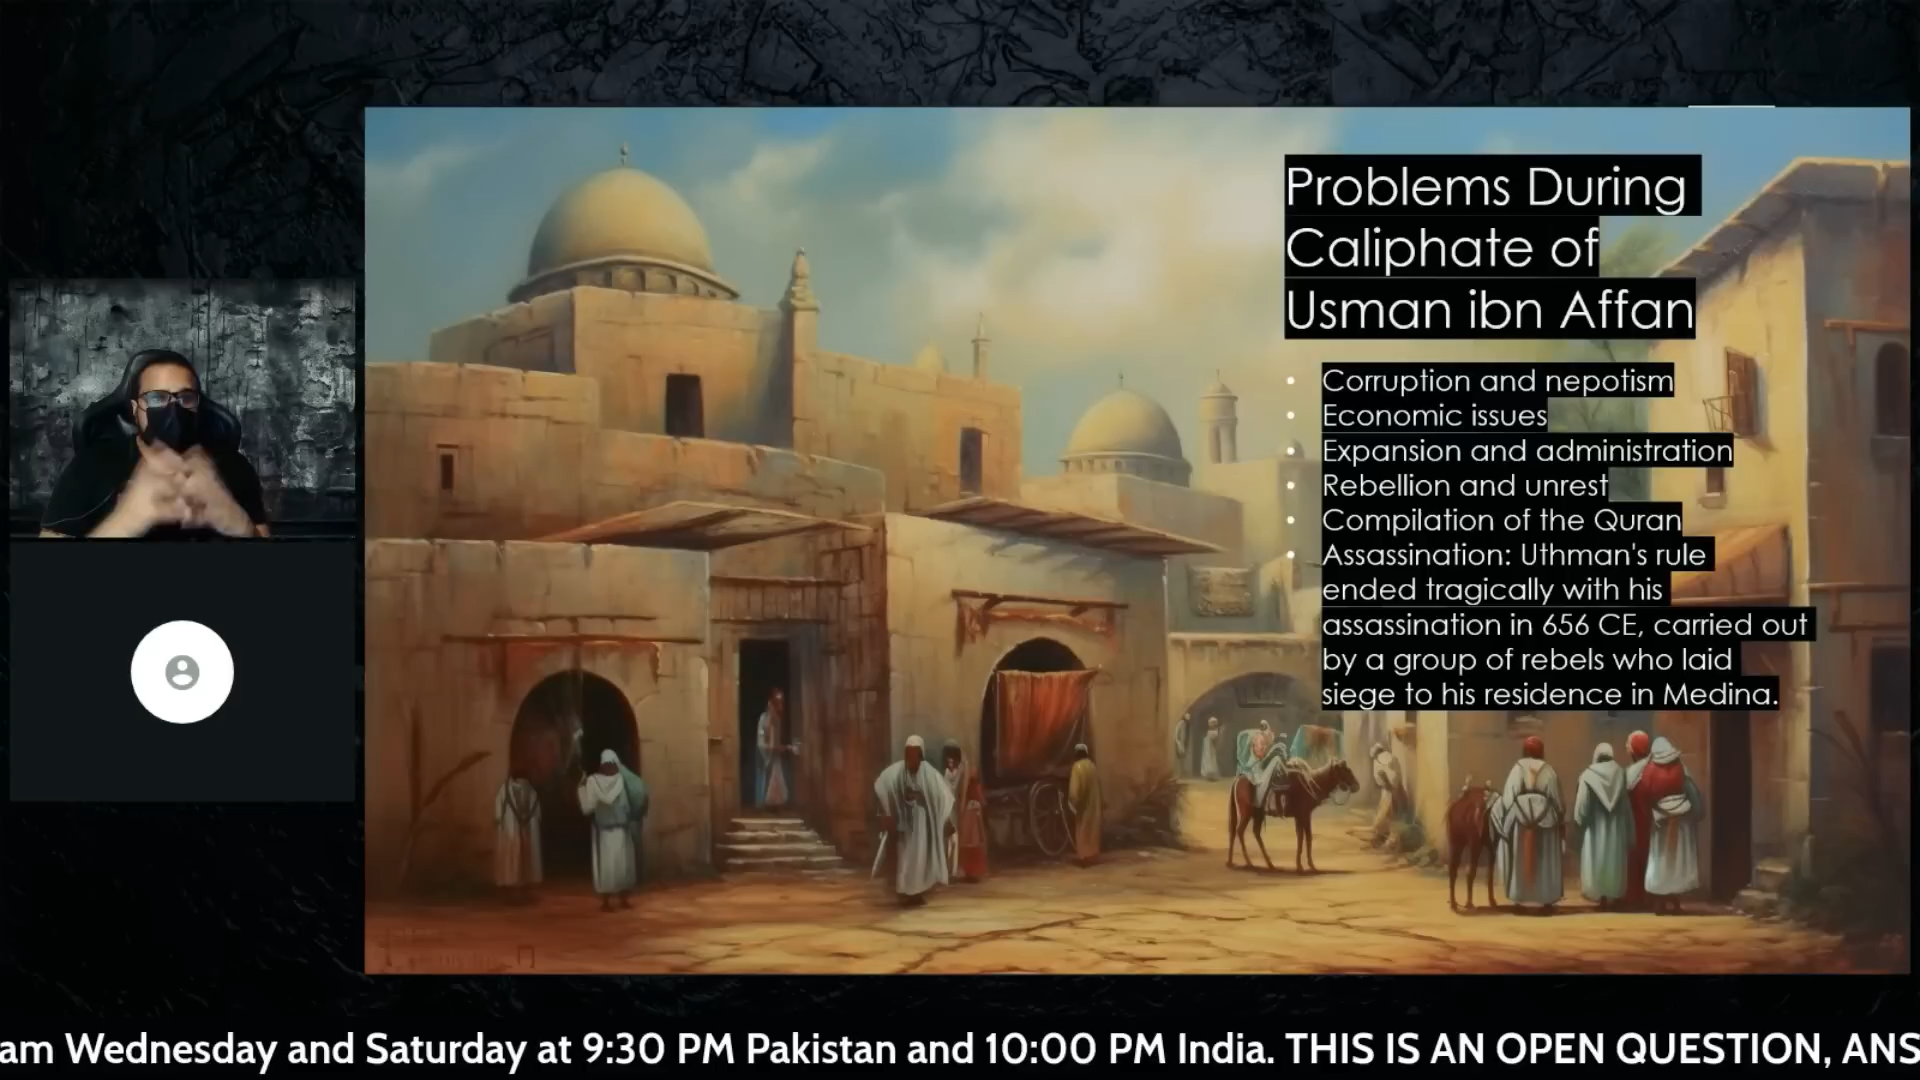 Problems During
Caliphate of
Usman ibn Affan
• Corruption and nepotism
• Economic issues
• Expansion and administration
• Rebellion and unrest
• Compilation of the Quran
• Assassination: Uthman's rule
ended tragically with his
assassination in 656 CE, carried out
by a group of rebels who laid
siege to his residence in Medina.
am Wednesday and Saturday at 9:30 PM Pakistan and 10:00 PM India. THIS IS AN OPEN QUESTION, ANS